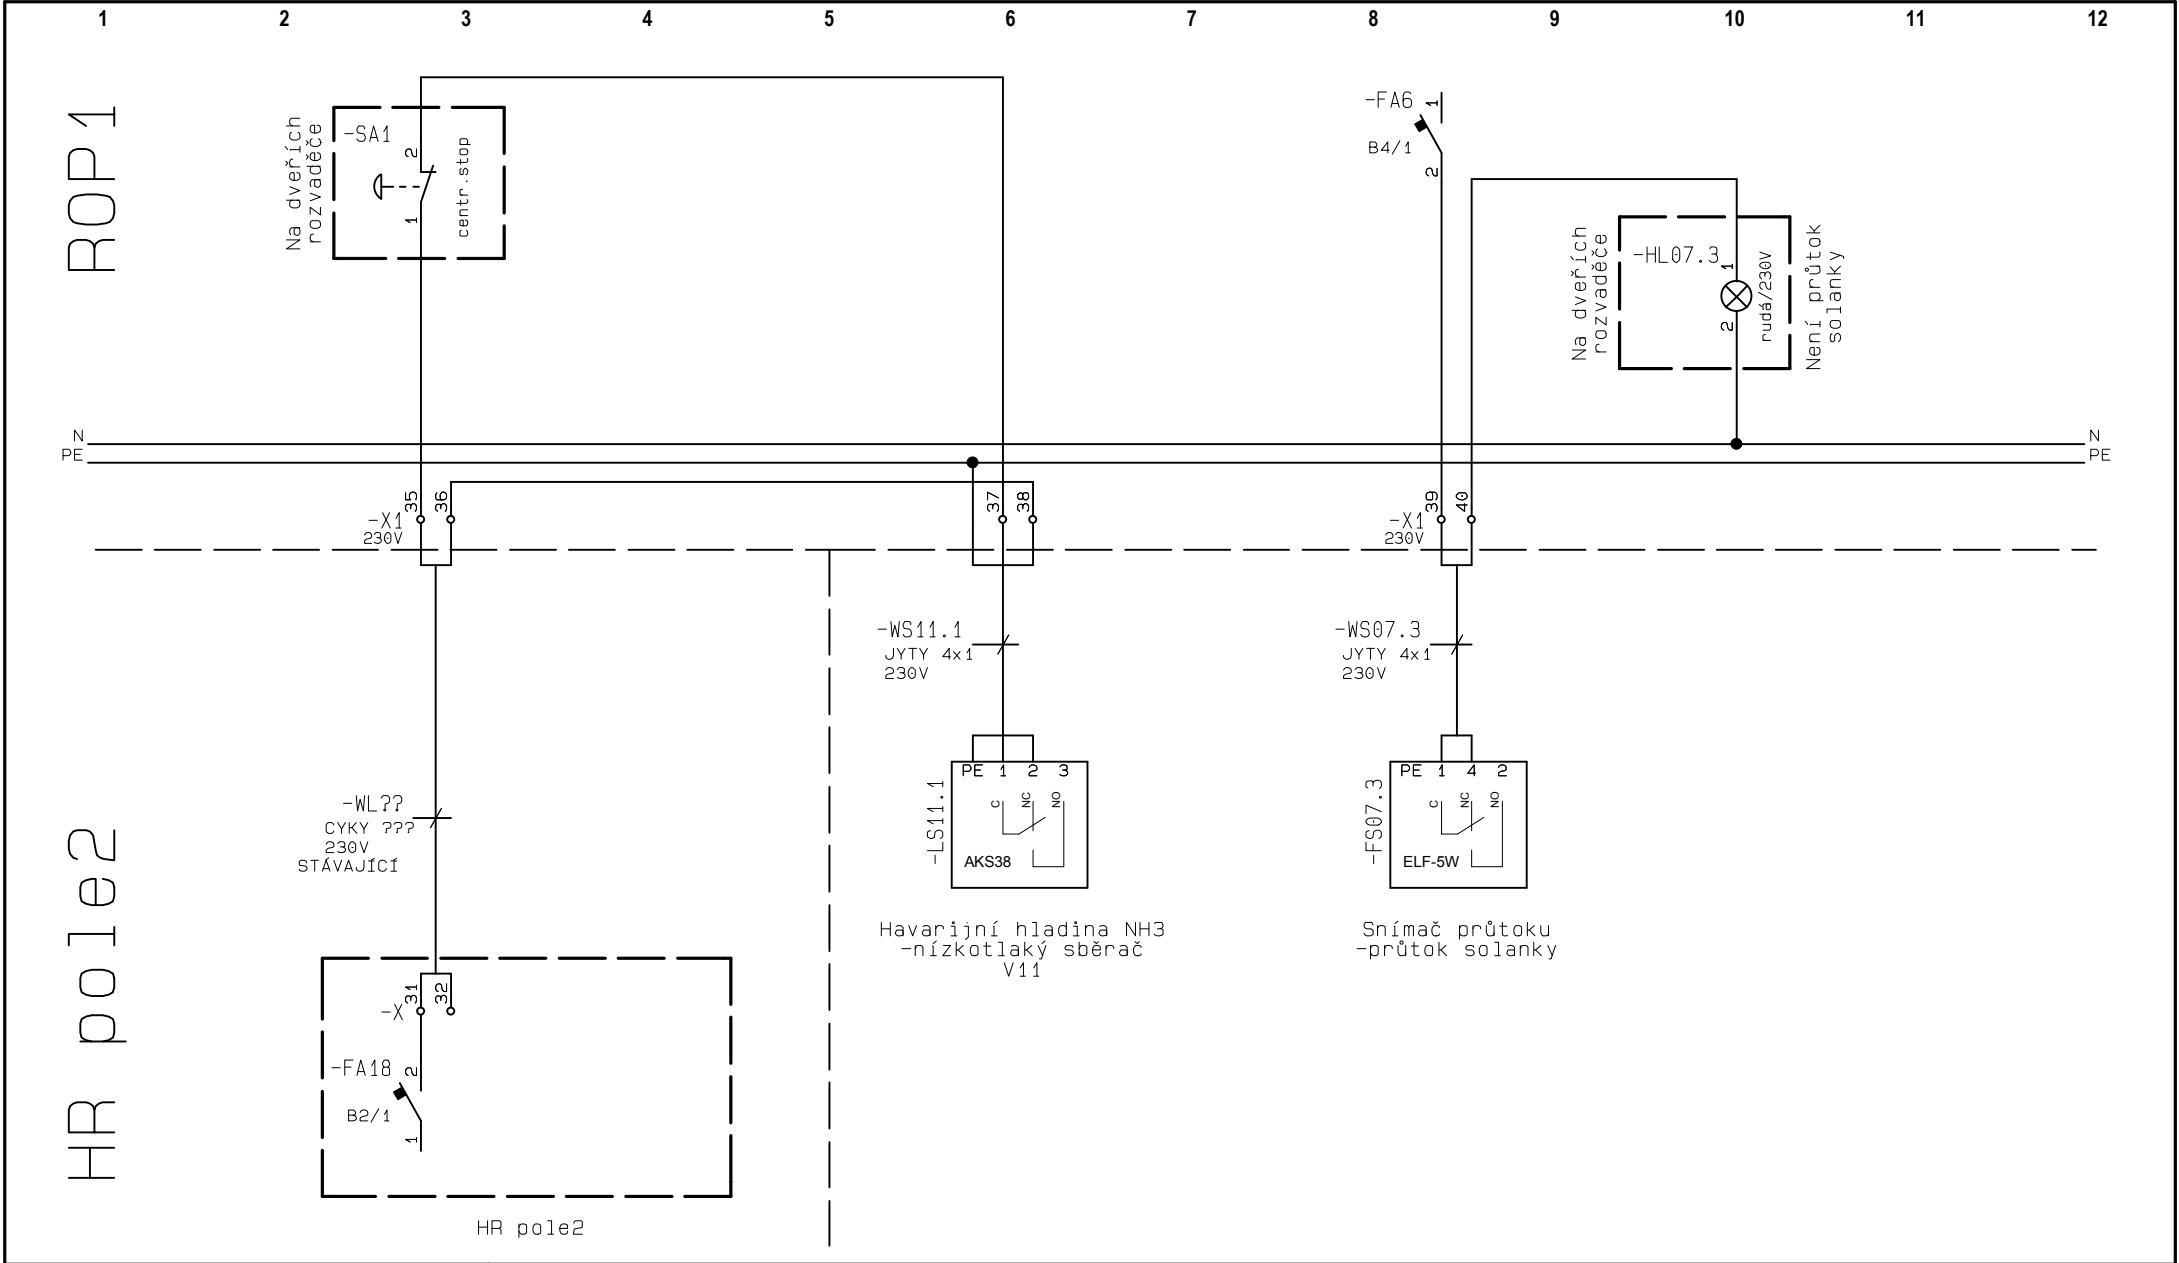 1 2 3 4 5 6 7 8 9 10 11 12
ROP1
Na dveřích
rozvaděče
-SA1
2
1
centr.stop
-FA6
1
B4/1
2
Na dveřích
rozvaděče
-HL07.3
1
2
rudá/230V
Není průtok
solanky
N
PE
N
PE
-X1
230V
35
36
37
38
-X1
230V
39
40
-WS11.1
JYTY 4x1
230V
-WS07.3
JYTY 4x1
230V
HR pole2
-WL??
CYKY ???
230V
STÁVAJÍCÍ
-LS11.1
PE 1 2 3
C NC NO
AKS38
Havarijní hladina NH3
-nízkotlaký sběrač
V11
-FS07.3
PE 1 4 2
C NC NO
ELF-5W
Snímač průtoku
-průtok solanky
-X
31
32
-FA18
2
B2/1
1
HR pole2